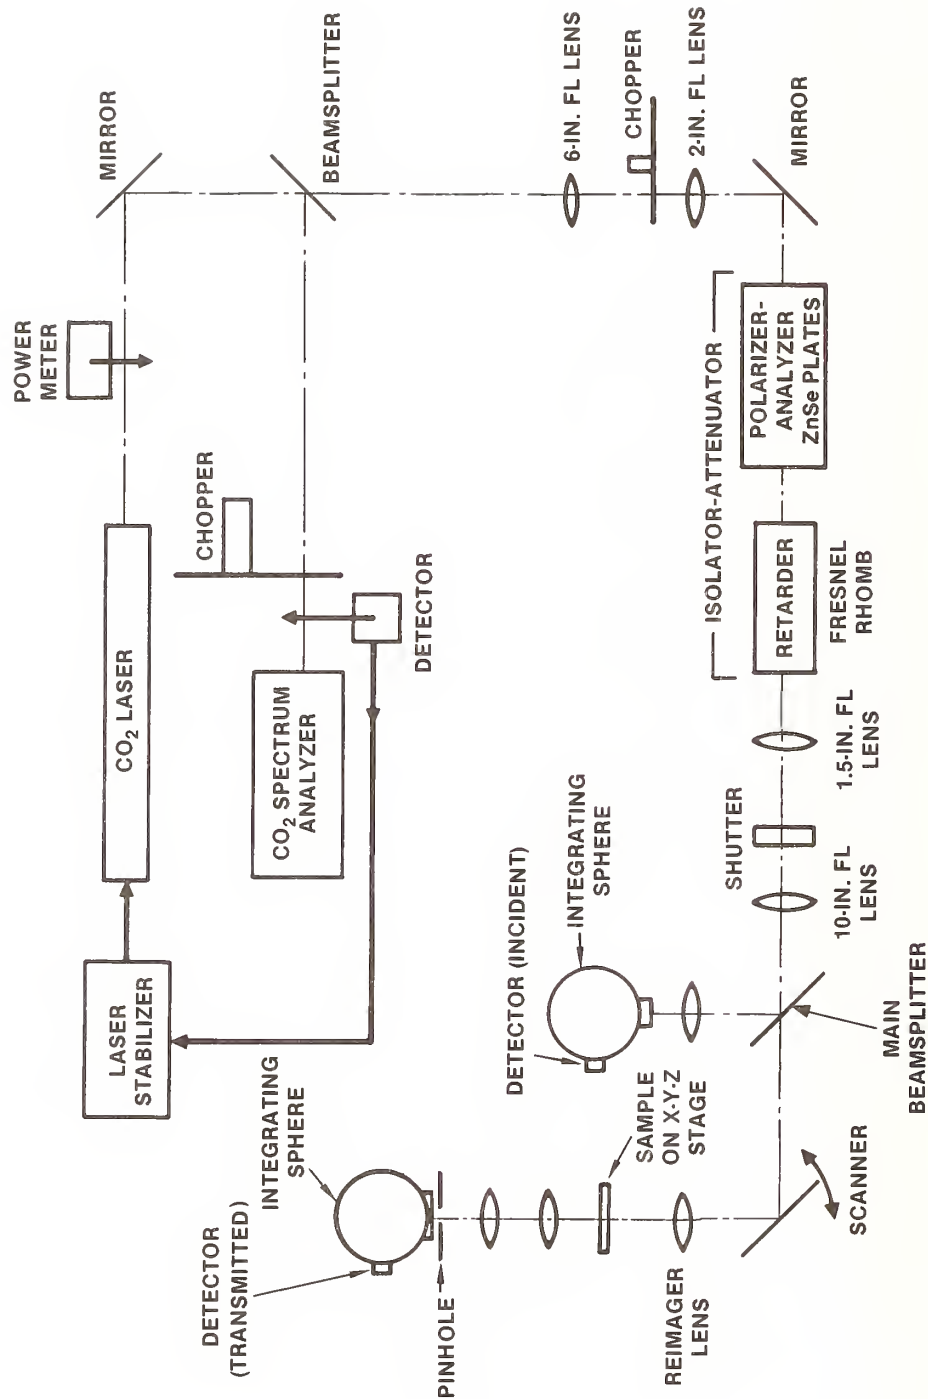 MIRROR
BEAMSPLITTER
POWER
METER
6-IN. FL LENS
CHOPPER
2-IN. FL LENS
MIRROR
CHOPPER
CO₂ LASER
DETECTOR
CO₂ SPECTRUM
ANALYZER
LASER
STABILIZER
ISOLATOR-ATTENUATOR
POLARIZER-
ANALYZER
ZnSe PLATES
RETARDER
FRESNEL
RHOMB
1.5-IN. FL
LENS
SHUTTER
10-IN. FL
LENS
DETECTOR (INCIDENT)
INTEGRATING
SPHERE
MAIN
BEAMSPLITTER
INTEGRATING
SPHERE
DETECTOR
(TRANSMITTED)
PINHOLE
SAMPLE
ON X-Y-Z
STAGE
REIMAGER
LENS
SCANNER